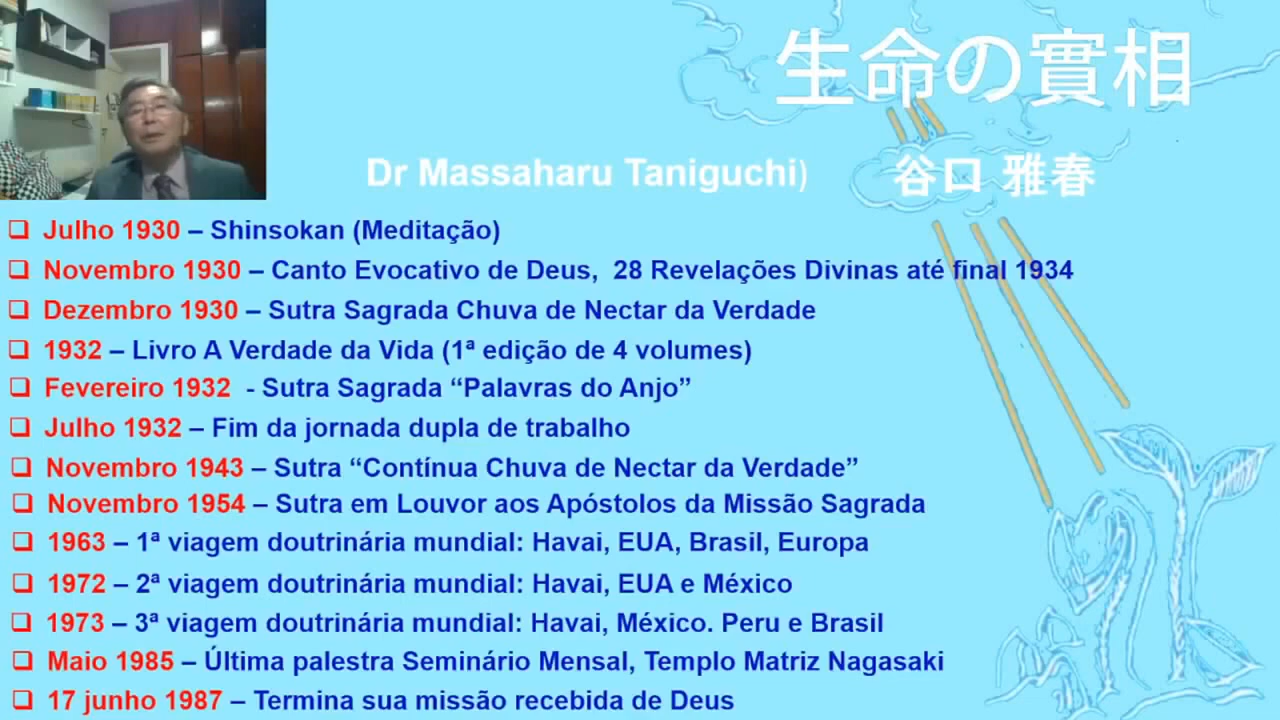 生命の實相
Dr Massaharu Taniguchi)
谷口 雅春
Julho 1930 – Shinsokan (Meditação)
Novembro 1930 – Canto Evocativo de Deus, 28 Revelações Divinas até final 1934
Dezembro 1930 – Sutra Sagrada Chuva de Nectar da Verdade
1932 – Livro A Verdade da Vida (1ª edição de 4 volumes)
Fevereiro 1932 - Sutra Sagrada “Palavras do Anjo”
Julho 1932 – Fim da jornada dupla de trabalho
Novembro 1943 – Sutra “Contínua Chuva de Nectar da Verdade”
Novembro 1954 – Sutra em Louvor aos Apóstolos da Missão Sagrada
1963 – 1ª viagem doutrinária mundial: Havai, EUA, Brasil, Europa
1972 – 2ª viagem doutrinária mundial: Havai, EUA e México
1973 – 3ª viagem doutrinária mundial: Havai, México. Peru e Brasil
Maio 1985 – Última palestra Seminário Mensal, Templo Matriz Nagasaki
17 junho 1987 – Termina sua missão recebida de Deus